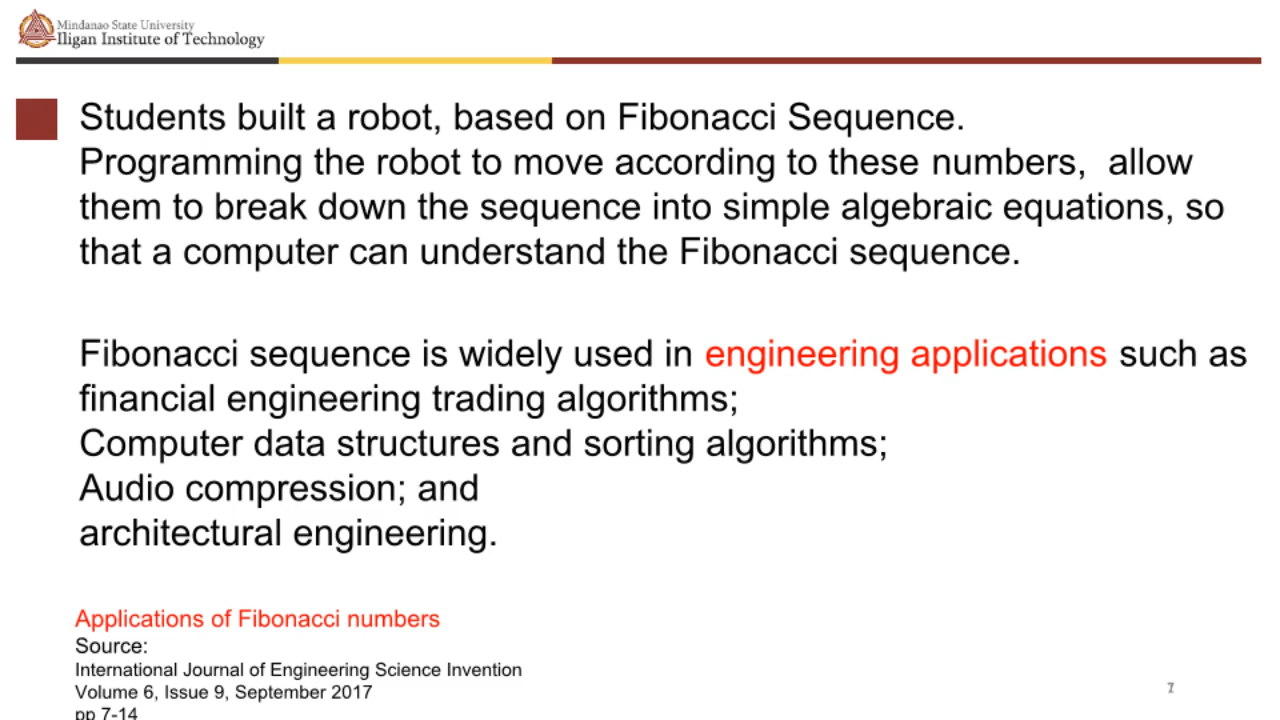 Mindanao State University
Iligan Institute of Technology
Students built a robot, based on Fibonacci Sequence.
Programming the robot to move according to these numbers,  allow
them to break down the sequence into simple algebraic equations, so
that a computer can understand the Fibonacci sequence.
Fibonacci sequence is widely used in engineering applications such as
financial engineering trading algorithms;
Computer data structures and sorting algorithms;
Audio compression; and
architectural engineering.
Applications of Fibonacci numbers
Source:
International Journal of Engineering Science Invention
Volume 6, Issue 9, September 2017
pp 7-14
7